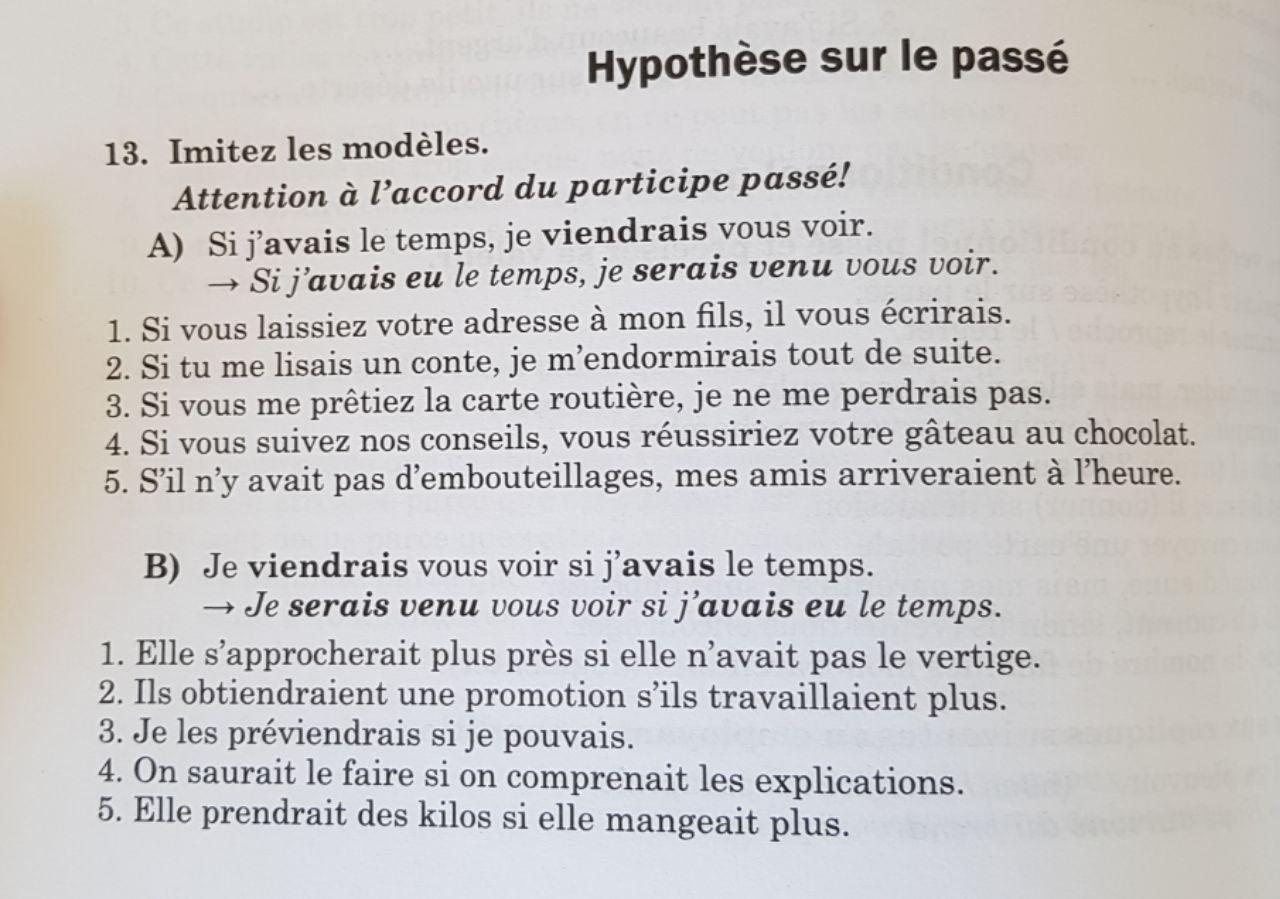 Hypothèse sur le passé
13. Imitez les modèles.
Attention à l'accord du participe passé!
A) Si j'avais le temps, je viendrais vous voir.
→ Si j'avais eu le temps, je serais venu vous voir.
1. Si vous laissiez votre adresse à mon fils, il vous écrirais.
2. Si tu me lisais un conte, je m'endormirais tout de suite.
3. Si vous me prêtiez la carte routière, je ne me perdrais pas.
4. Si vous suivez nos conseils, vous réussiriez votre gâteau au chocolat.
5. S'il n'y avait pas d'embouteillages, mes amis arriveraient à l'heure.
B) Je viendrais vous voir si j'avais le temps.
→ Je serais venu vous voir si j'avais eu le temps.
1. Elle s'approcherait plus près si elle n'avait pas le vertige.
2. Ils obtiendraient une promotion s'ils travaillaient plus.
3. Je les préviendrais si je pouvais.
4. On saurait le faire si on comprenait les explications.
5. Elle prendrait des kilos si elle mangeait plus.